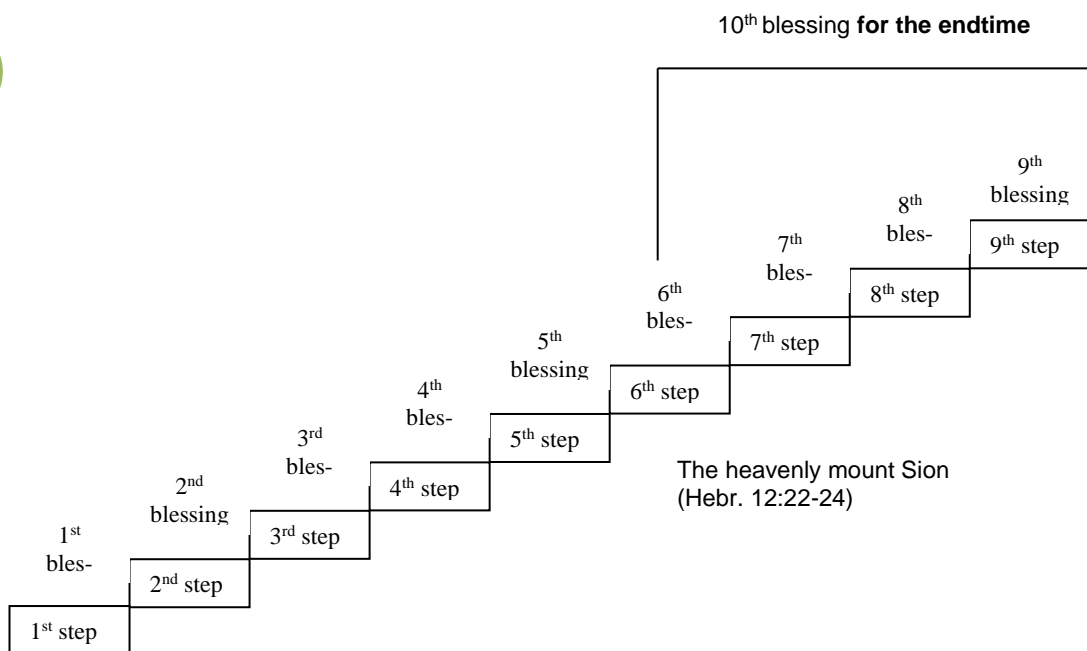 10th blessing for the endtime
9th
blessing
9th step
8th
bles-
8th step
7th
bles-
7th step
6th
bles-
6th step
5th
blessing
5th step
4th
bles-
4th step
3rd
bles-
3rd step
2nd
blessing
2nd step
1st
bles-
1st step
The heavenly mount Sion
(Hebr. 12:22-24)